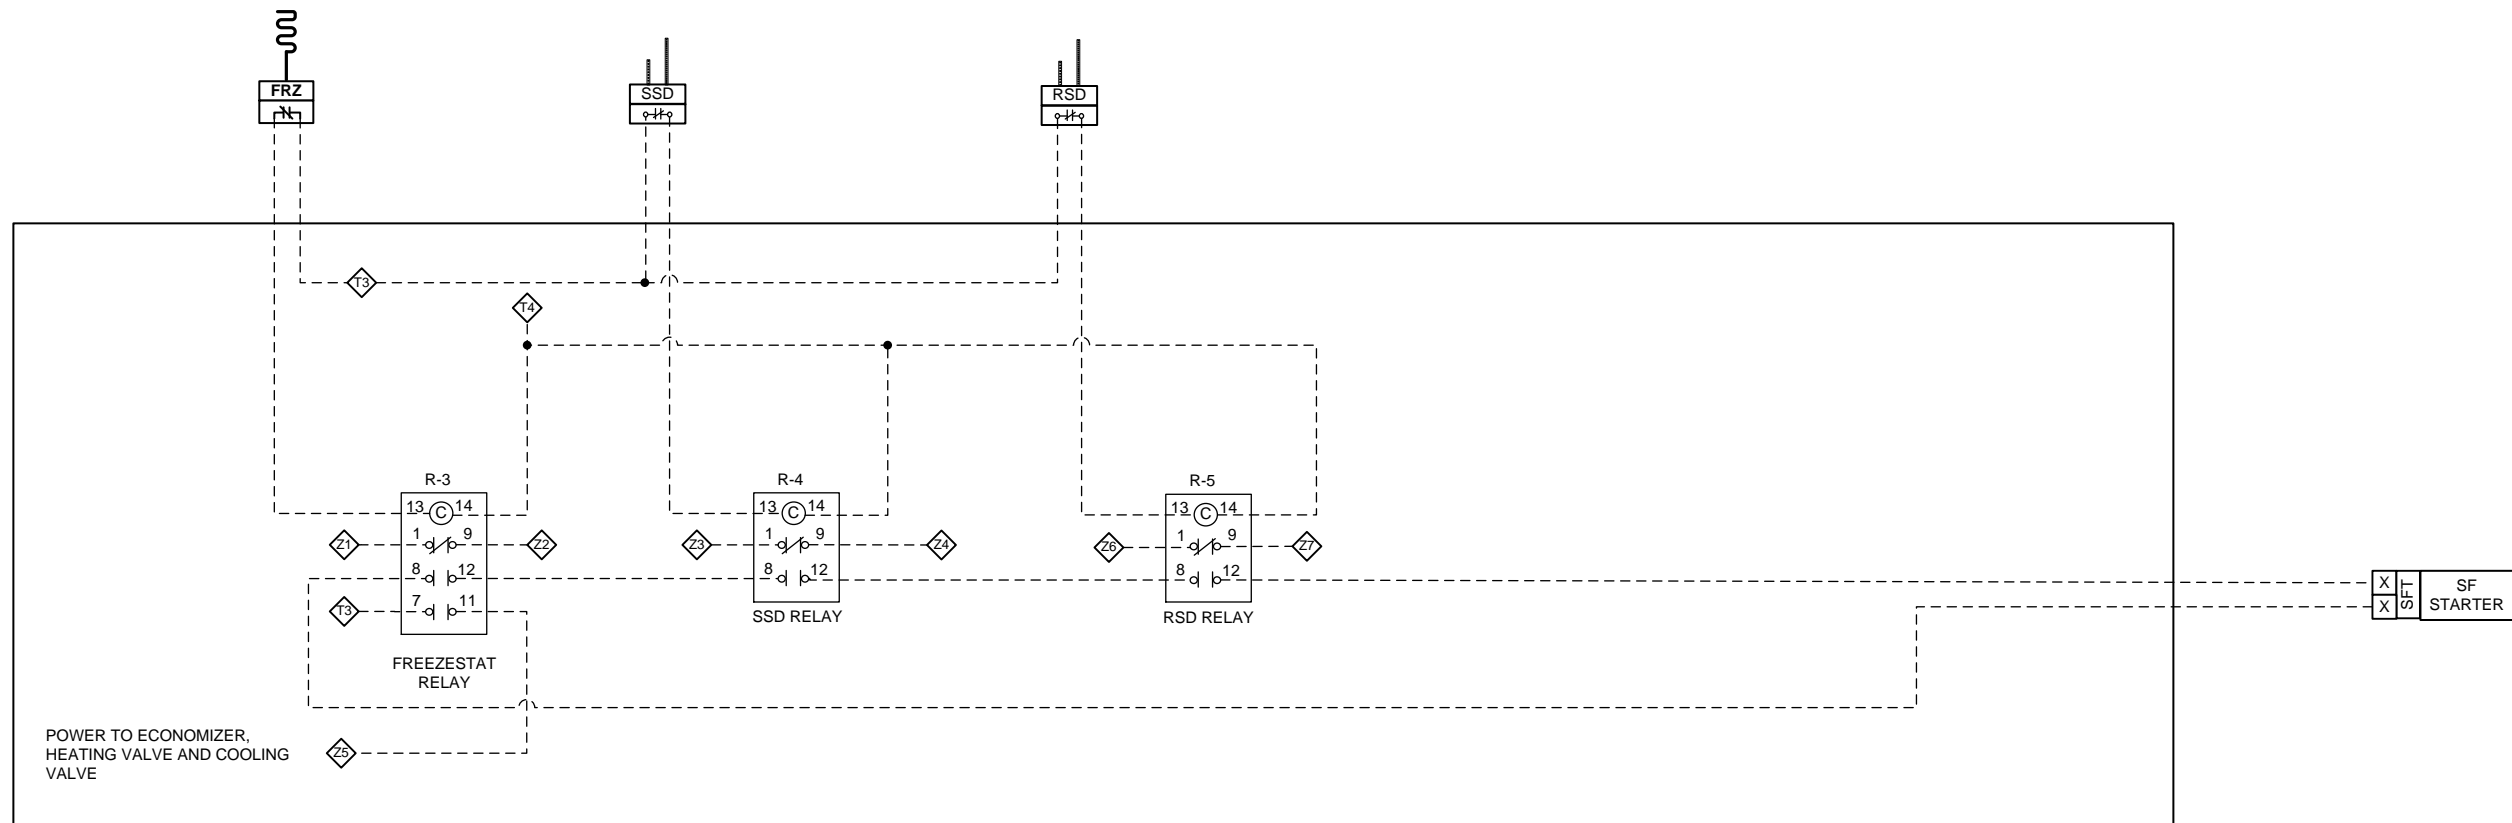 FRZ
SSD
RSD
T3
T4
R-3
R-4
R-5
13 C 14
13 C 14
13 C 14
Z1 1 9 Z2
Z3 1 9 Z4
Z6 1 9 Z7
8 12
8 12
8 12
T3 7 11
SSD RELAY
RSD RELAY
FREEZESTAT
RELAY
X
X
SFT
SF
STARTER
POWER TO ECONOMIZER,
HEATING VALVE AND COOLING
VALVE
Z5